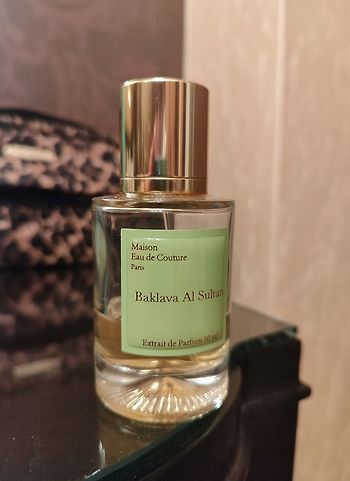 Maison
Eau de Couture
Paris
Baklava Al Sultan
Extrait de Parfum 50 ml